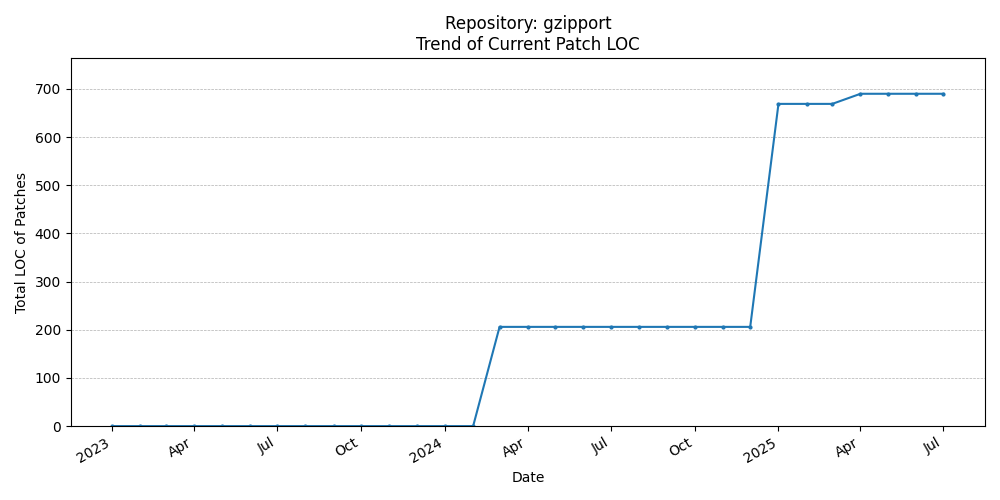 Repository: gzipport
Trend of Current Patch LOC
Total LOC of Patches
700
600
500
400
300
200
100
0
2023
Apr
Jul
Oct
2024
Apr
Jul
Oct
2025
Apr
Jul
Date